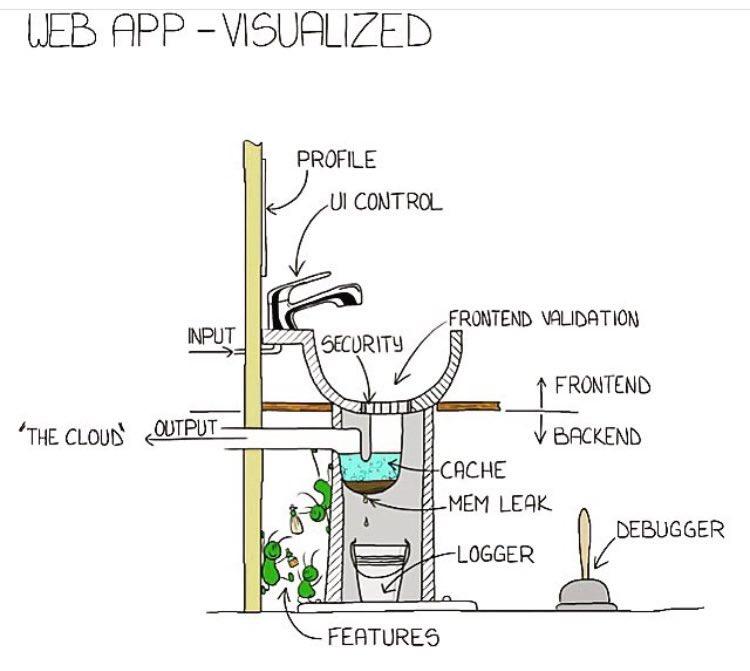 WEB APP - VISUALIZED
PROFILE
UI CONTROL
FRONTEND VALIDATION
INPUT
SECURITY
FRONTEND
"THE CLOUD"
OUTPUT
BACKEND
CACHE
MEM LEAK
DEBUGGER
LOGGER
FEATURES